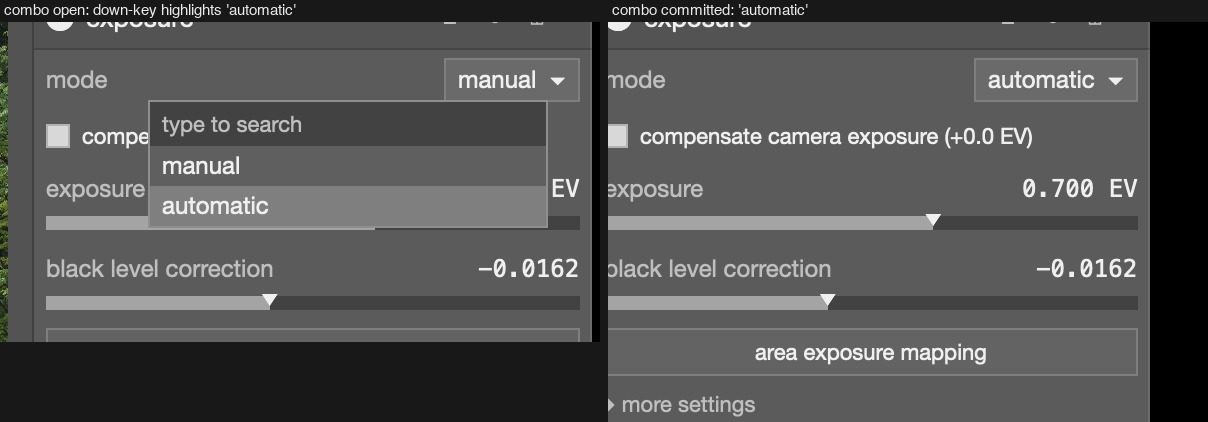 combo open: down-key highlights 'automatic'
exposure
mode manual
type to search
compe
manual
exposure EV
automatic
black level correction -0.0162
combo committed: 'automatic'
exposure
mode automatic
compensate camera exposure (+0.0 EV)
exposure 0.700 EV
black level correction -0.0162
area exposure mapping
more settings